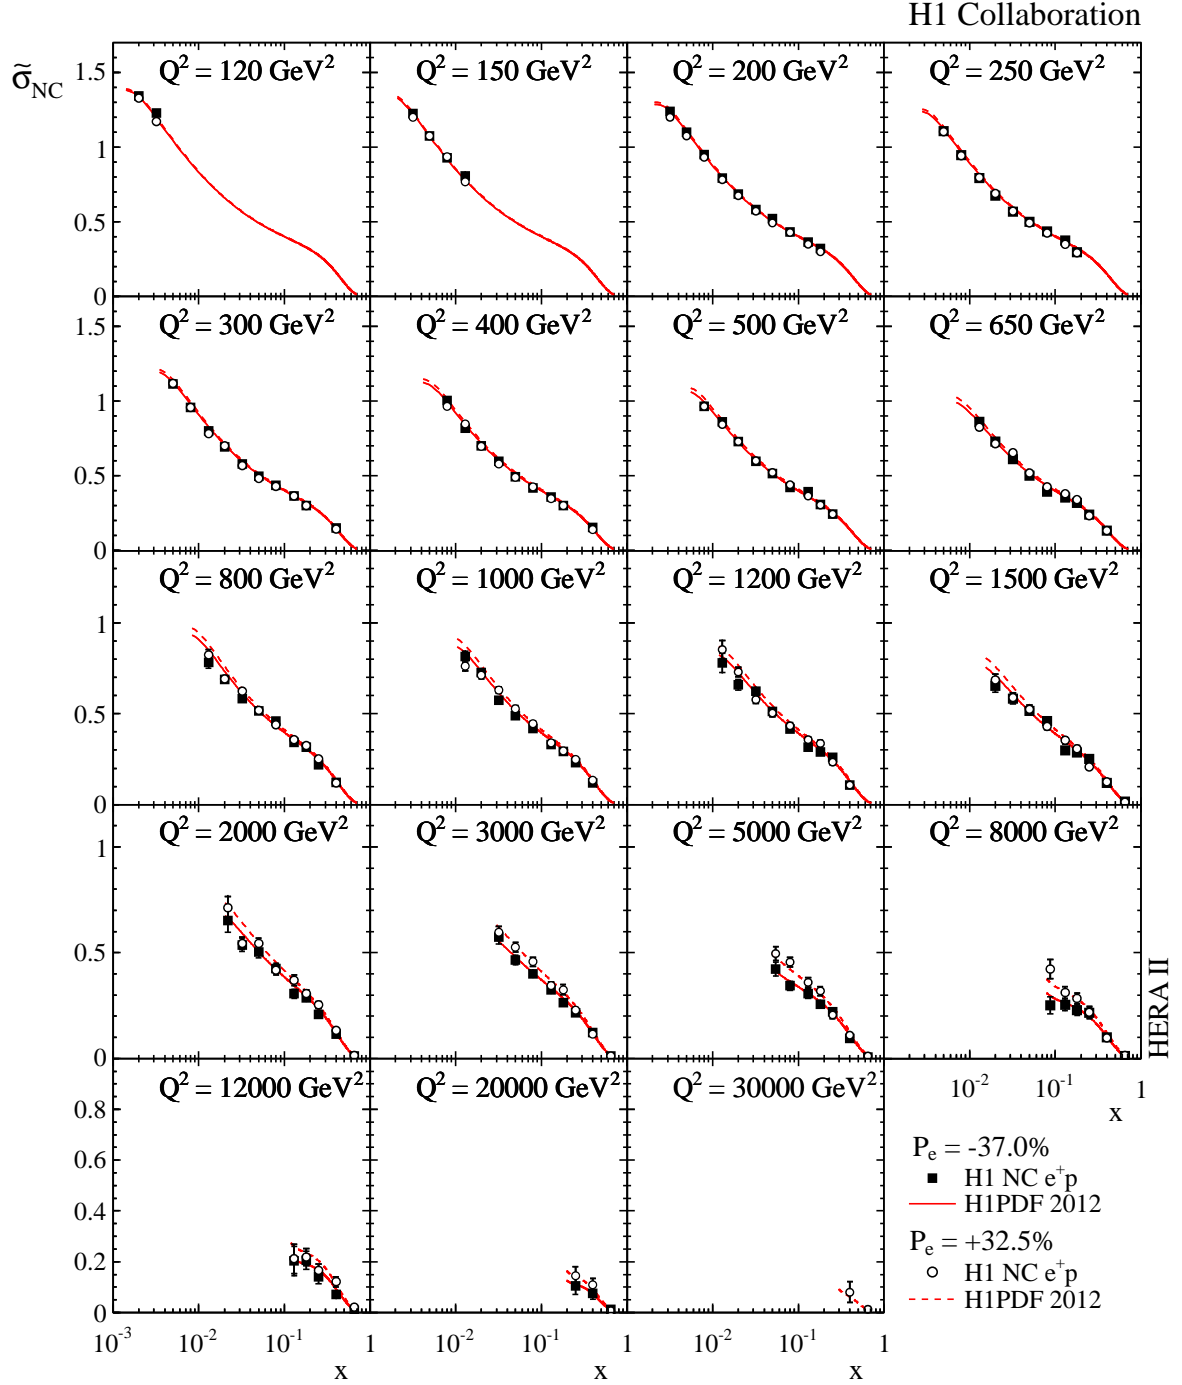 H1 Collaboration
σ̃NC
Q² = 120 GeV²
Q² = 150 GeV²
Q² = 200 GeV²
Q² = 250 GeV²
1.5
1
0.5
0
Q² = 300 GeV²
Q² = 400 GeV²
Q² = 500 GeV²
Q² = 650 GeV²
1.5
1
0.5
0
Q² = 800 GeV²
Q² = 1000 GeV²
Q² = 1200 GeV²
Q² = 1500 GeV²
1
0.5
0
Q² = 2000 GeV²
Q² = 3000 GeV²
Q² = 5000 GeV²
Q² = 8000 GeV²
1
0.5
0
10⁻² 10⁻¹ 1
x
HERA II
Q² = 12000 GeV²
Q² = 20000 GeV²
Q² = 30000 GeV²
0.8
0.6
0.4
0.2
0
10⁻³ 10⁻² 10⁻¹ 1
10⁻² 10⁻¹ 1
10⁻² 10⁻¹ 1
x
x
x
Pₑ = -37.0%
H1 NC e⁺p
H1PDF 2012
Pₑ = +32.5%
H1 NC e⁺p
H1PDF 2012